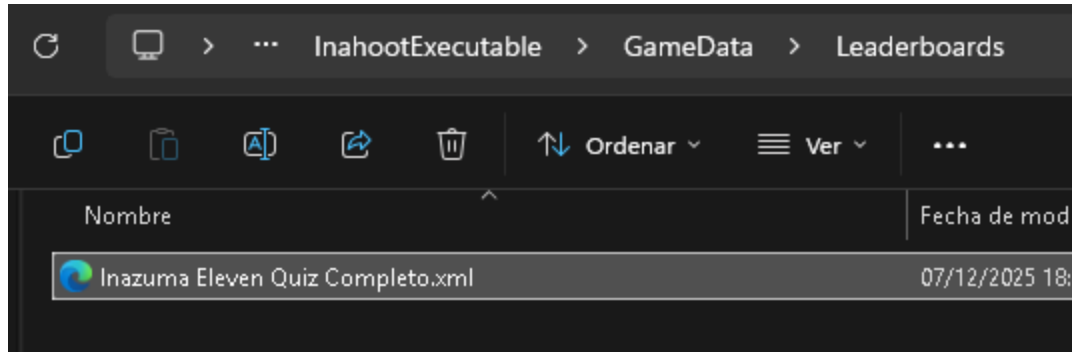 InahootExecutable > GameData > Leaderboards
Ordenar Ver
Nombre Fecha de mod
Inazuma Eleven Quiz Completo.xml 07/12/2025 18: